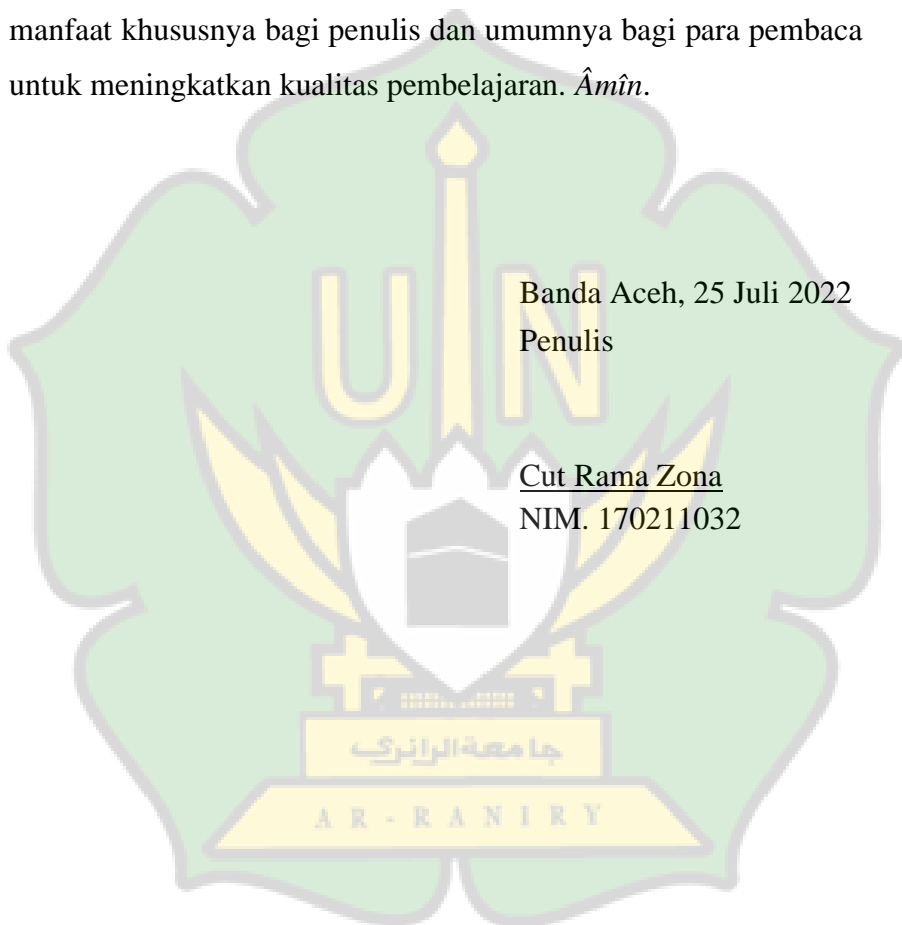 manfaat khususnya bagi penulis dan umumnya bagi para pembaca
untuk meningkatkan kualitas pembelajaran. Âmîn.
Banda Aceh, 25 Juli 2022
Penulis
UIN
Cut Rama Zona
NIM. 170211032
جامعة الرانري
AR-RANIRY